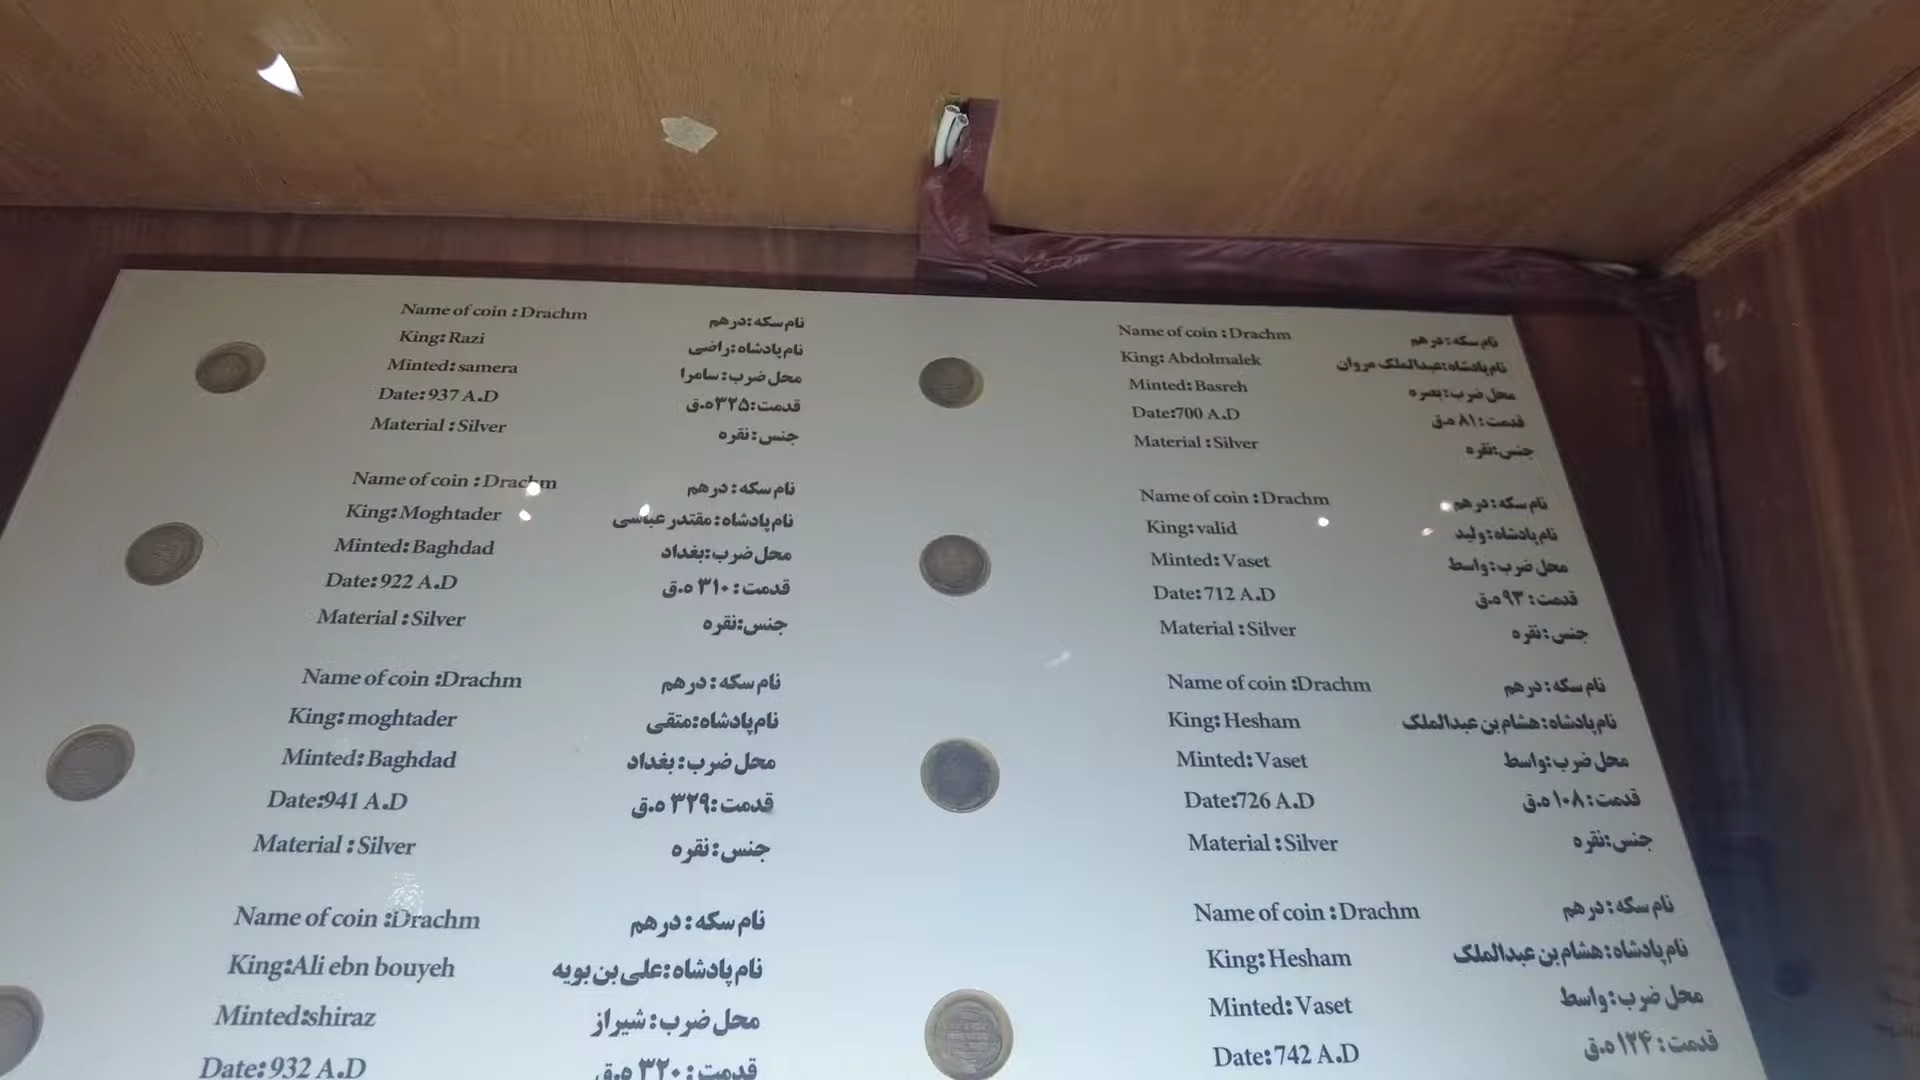 Name of coin : Drachm
King: Razi
Minted: samera
Date: 937 A.D
Material : Silver
نام سکه : درهم
نام پادشاه : راضی
محل ضرب : سامرا
قدمت : ۳۲۵ ه.ق
جنس : نقره
Name of coin : Drachm
King: Moghtader
Minted: Baghdad
Date: 922 A.D
Material : Silver
نام سکه : درهم
نام پادشاه : مقتدر عباسی
محل ضرب : بغداد
قدمت : ۳۱۰ ه.ق
جنس : نقره
Name of coin : Drachm
King: moghtader
Minted: Baghdad
Date: 941 A.D
Material : Silver
نام سکه : درهم
نام پادشاه : متقی
محل ضرب : بغداد
قدمت : ۳۲۹ ه.ق
جنس : نقره
Name of coin : Drachm
King: Ali ebn bouyeh
Minted: shiraz
Date: 932 A.D
نام سکه : درهم
نام پادشاه : علی بن بویه
محل ضرب : شیراز
قدمت : ۳۲۰ ه.ق
Name of coin : Drachm
King: Abdolmalek
Minted: Basreh
Date: 700 A.D
Material : Silver
نام سکه : درهم
نام پادشاه : عبدالملک مروان
محل ضرب : بصره
قدمت : ۸۱ ه.ق
جنس : نقره
Name of coin : Drachm
King: valid
Minted: Vaset
Date: 712 A.D
Material : Silver
نام سکه : درهم
نام پادشاه : ولید
محل ضرب : واسط
قدمت : ۹۳ ه.ق
جنس : نقره
Name of coin : Drachm
King: Hesham
Minted: Vaset
Date: 726 A.D
Material : Silver
نام سکه : درهم
نام پادشاه : هشام بن عبدالملک
محل ضرب : واسط
قدمت : ۱۰۸ ه.ق
جنس : نقره
Name of coin : Drachm
King: Hesham
Minted: Vaset
Date: 742 A.D
نام سکه : درهم
نام پادشاه : هشام بن عبدالملک
محل ضرب : واسط
قدمت : ۱۲۴ ه.ق